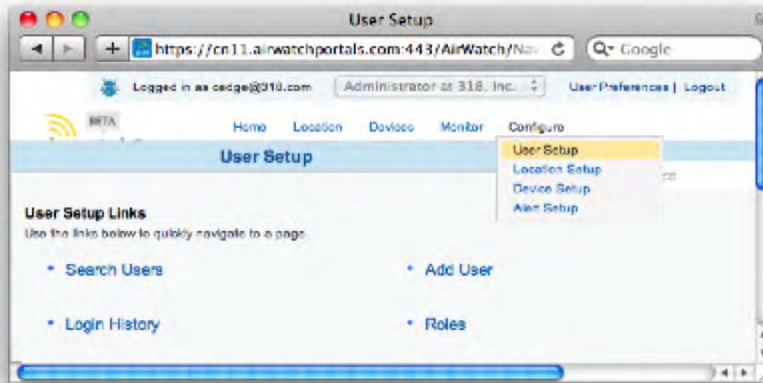 User Setup
https://cn11.airwatchportals.com:443/AirWatch/Nav
Google
Logged in as cedge@318.com
Administrator at 318, Inc.
User Preferences | Logout
BETA
Home Location Devices Monitor Configure
User Setup
User Setup
Location Setup
Device Setup
Alert Setup
User Setup Links
Use the links below to quickly navigate to a page
• Search Users
• Add User
• Login History
• Roles